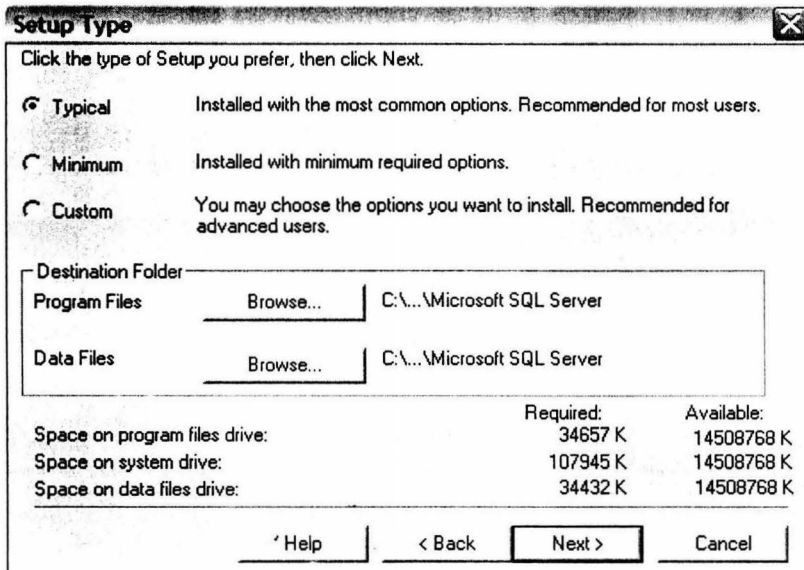 Setup Type
Click the type of Setup you prefer, then click Next.
Typical Installed with the most common options. Recommended for most users.
Minimum Installed with minimum required options.
Custom You may choose the options you want to install. Recommended for
advanced users.
Destination Folder
Program Files Browse... C:\...\Microsoft SQL Server
Data Files Browse... C:\...\Microsoft SQL Server
Required: Available:
Space on program files drive: 34657 K 14508768 K
Space on system drive: 107945 K 14508768 K
Space on data files drive: 34432 K 14508768 K
Help < Back Next > Cancel